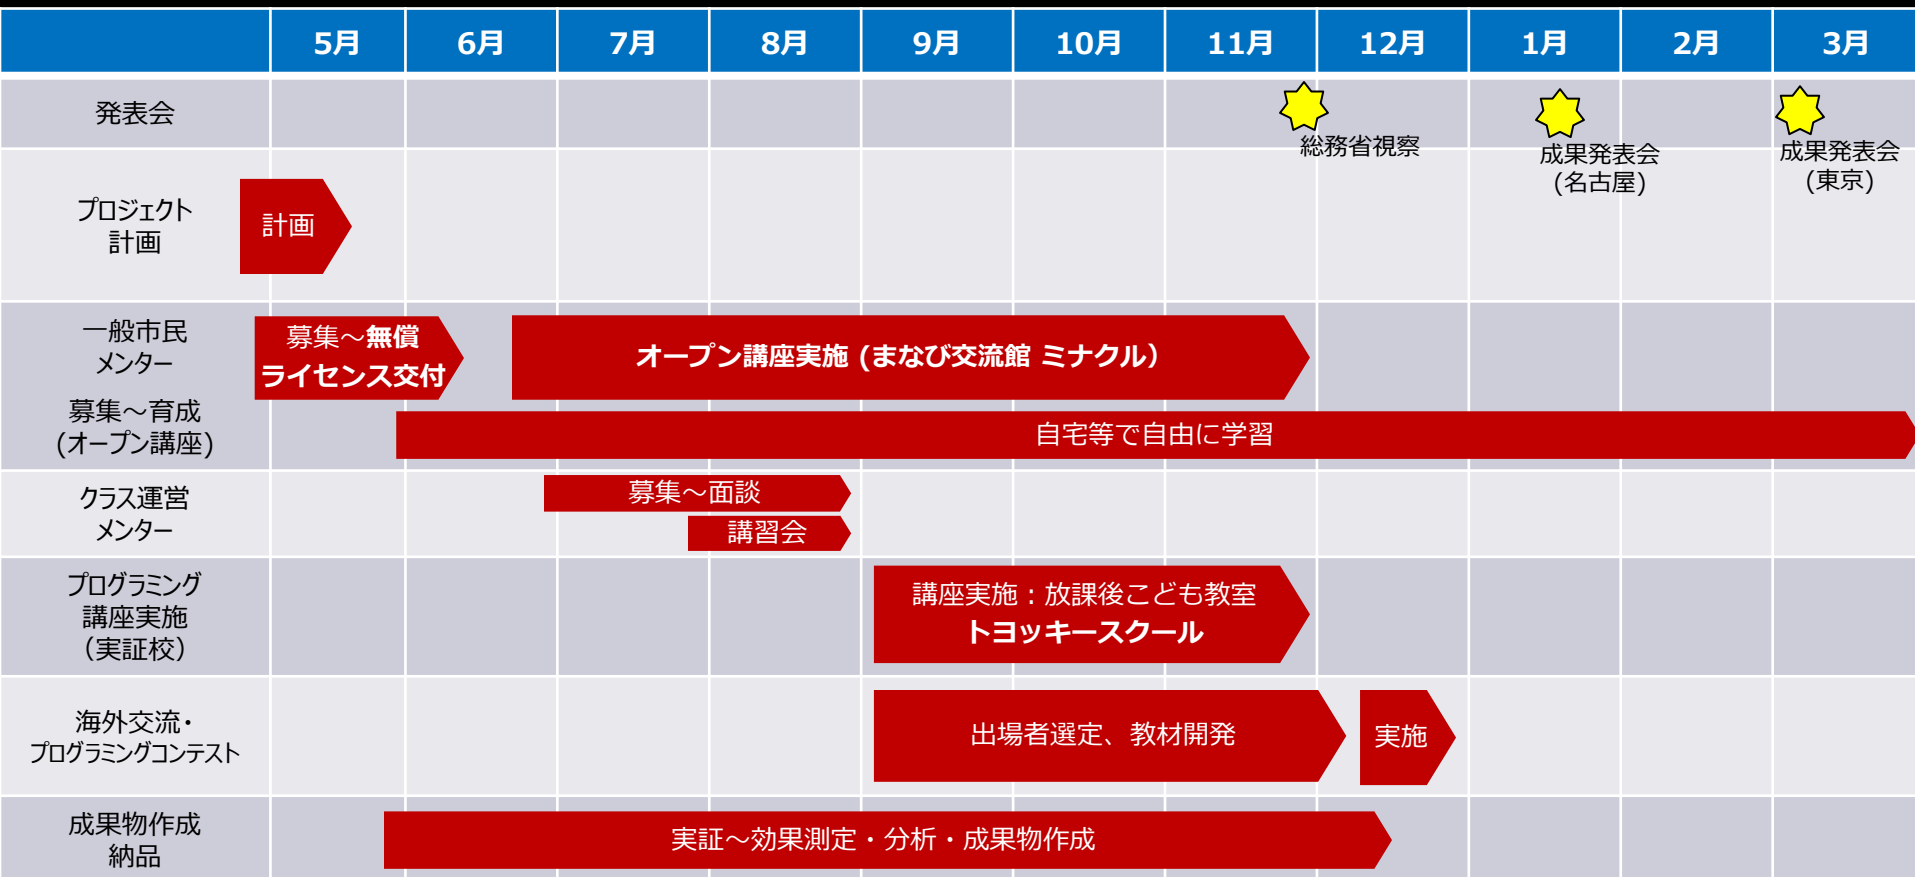 5月 6月 7月 8月 9月 10月 11月 12月 1月 2月 3月
発表会
総務省視察
成果発表会
(名古屋)
成果発表会
(東京)
プロジェクト
計画
計画
一般市民
メンター
募集～育成
(オープン講座)
募集～無償
ライセンス交付
オープン講座実施 (まなび交流館 ミナクル）
自宅等で自由に学習
クラス運営
メンター
募集～面談
講習会
プログラミング
講座実施
（実証校）
講座実施：放課後こども教室
トヨッキースクール
海外交流・
プログラミングコンテスト
出場者選定、教材開発
実施
成果物作成
納品
実証～効果測定・分析・成果物作成